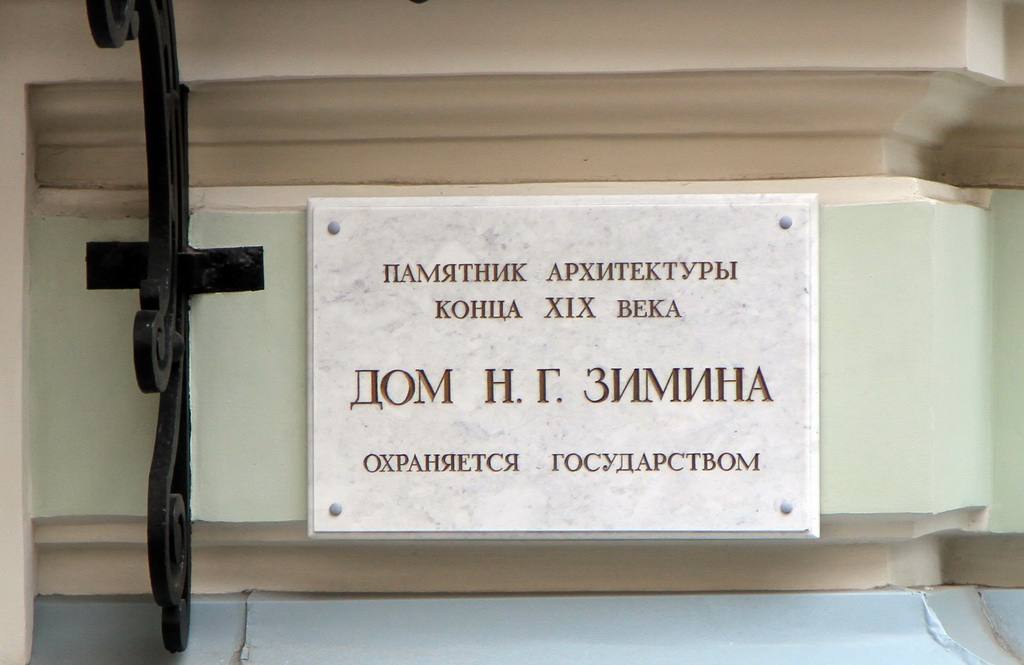 ПАМЯТНИК АРХИТЕКТУРЫ
КОНЦА XIX ВЕКА
ДОМ Н. Г. ЗИМИНА
ОХРАНЯЕТСЯ ГОСУДАРСТВОМ